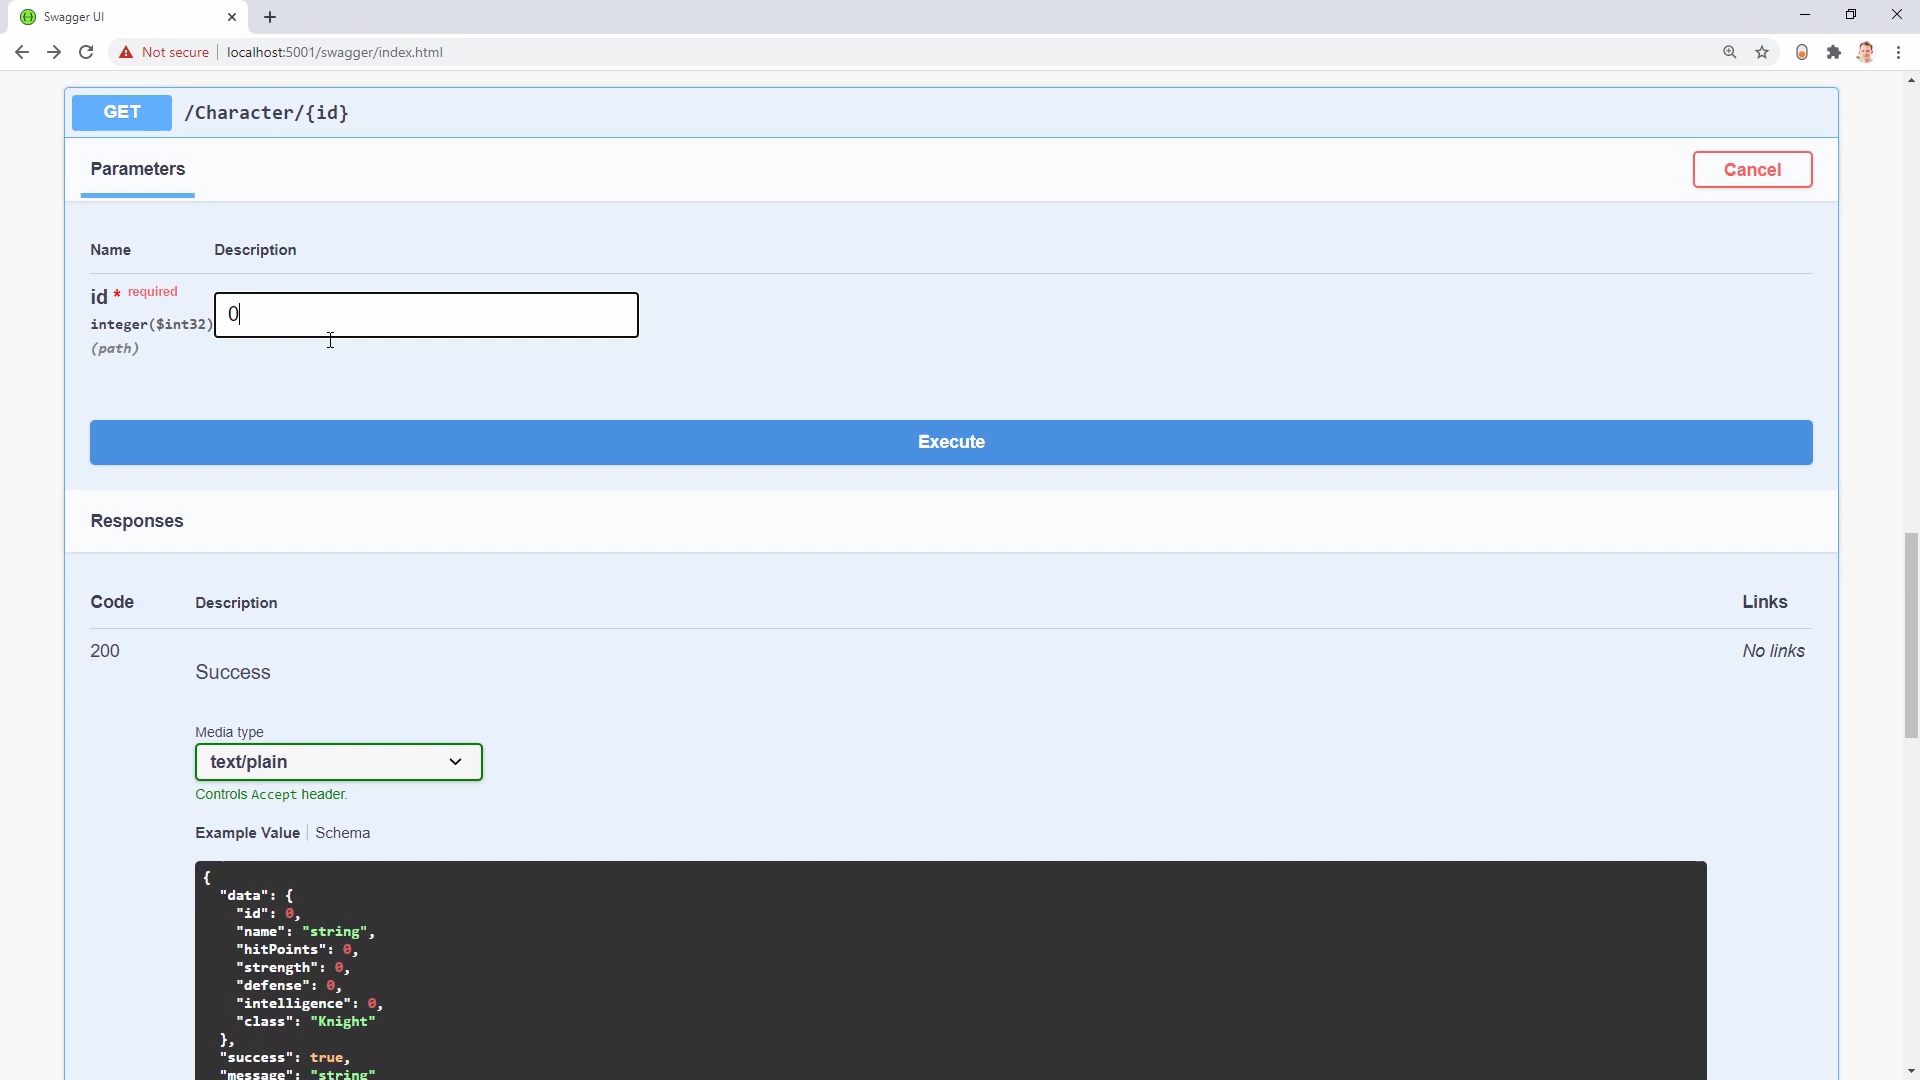 Swagger UI
Not secure
localhost:5001/swagger/index.html
GET /Character/{id}
Parameters
Cancel
Name Description
id * required
integer($int32)
(path)
0
Execute
Responses
Code Description Links
200
Success
No links
Media type
text/plain
Controls Accept header.
Example Value Schema
{
"data": {
"id": 0,
"name": "string",
"hitPoints": 0,
"strength": 0,
"defense": 0,
"intelligence": 0,
"class": "Knight"
},
"success": true,
"message": "string"